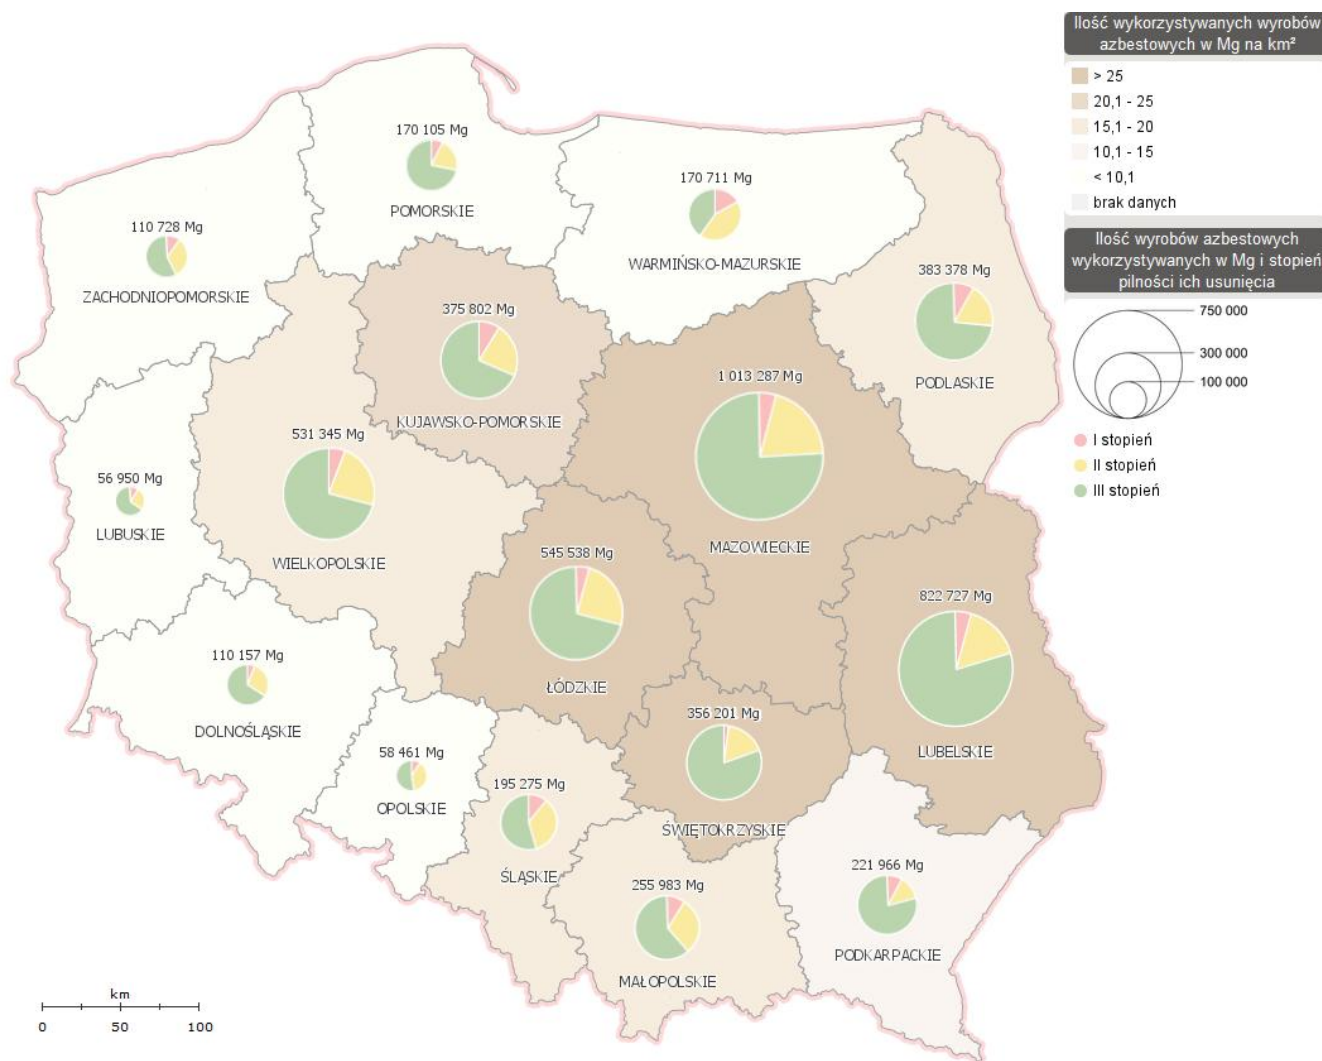 Ilość wykorzystywanych wyrobów
azbestowych w Mg na km²
> 25
20,1 - 25
15,1 - 20
10,1 - 15
< 10,1
brak danych
Ilość wyrobów azbestowych
wykorzystywanych w Mg i stopień
pilności ich usunięcia
750 000
300 000
100 000
I stopień
II stopień
III stopień
170 105 Mg
POMORSKIE
170 711 Mg
WARMIŃSKO-MAZURSKIE
110 728 Mg
ZACHODNIOPOMORSKIE
383 378 Mg
PODLASKIE
375 802 Mg
KUJAWSKO-POMORSKIE
1 013 287 Mg
MAZOWIECKIE
531 345 Mg
WIELKOPOLSKIE
56 950 Mg
LUBUSKIE
545 538 Mg
ŁÓDZKIE
822 727 Mg
LUBELSKIE
110 157 Mg
DOLNOŚLĄSKIE
356 201 Mg
ŚWIĘTOKRZYSKIE
58 461 Mg
OPOLSKIE
195 275 Mg
ŚLĄSKIE
255 983 Mg
MAŁOPOLSKIE
221 966 Mg
PODKARPACKIE
km
0 50 100